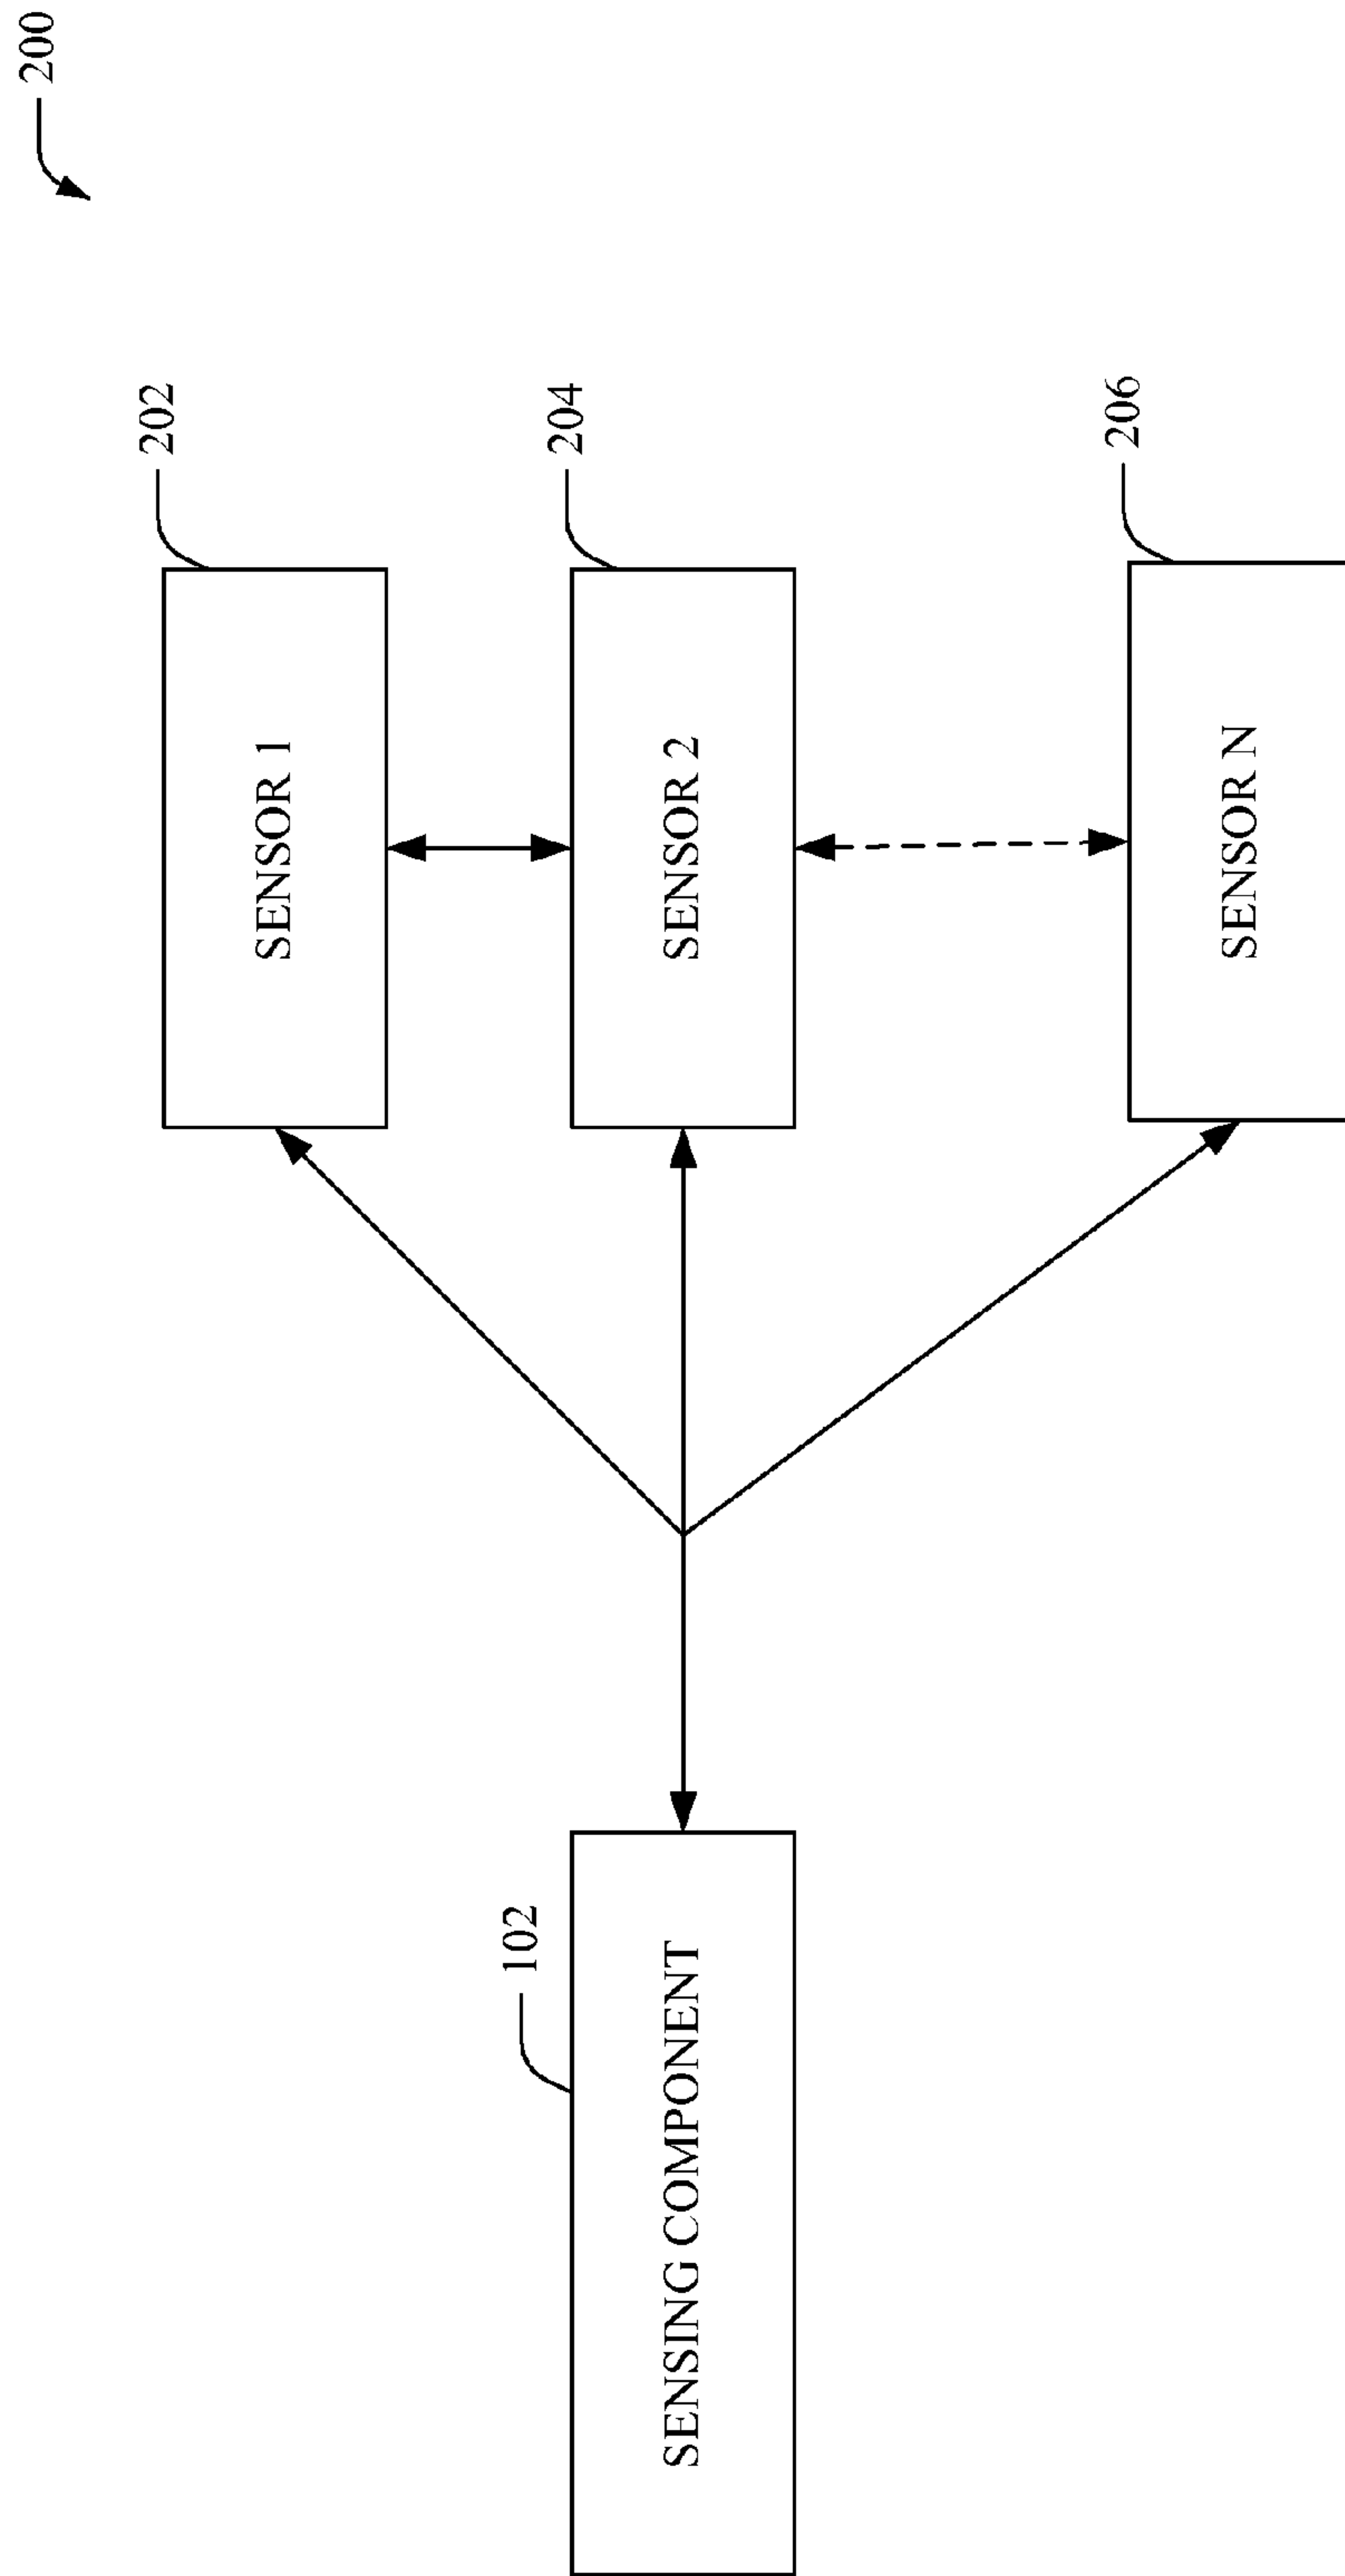 200
SENSOR 1
202
SENSING COMPONENT
102
SENSOR 2
204
SENSOR N
206